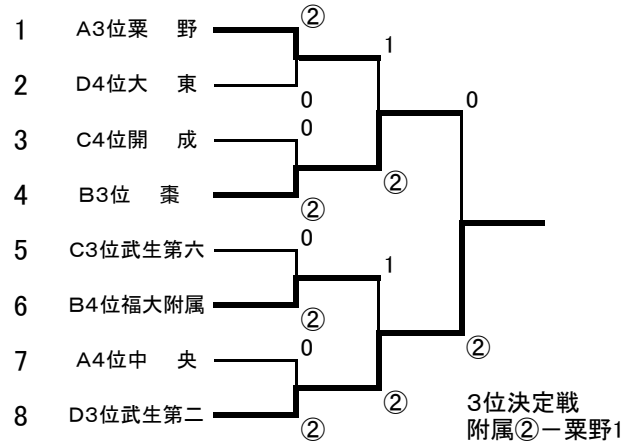 ②
1 A3位粟 野
1
2 D4位大 東
0
0
0
3 C4位開 成
4 B3位 棗
②
②
5 C3位武生第六
0
1
6 B4位福大附属
②
7 A4位中 央
0
②
8 D3位武生第二
②
②
3位決定戦
附属②－粟野1